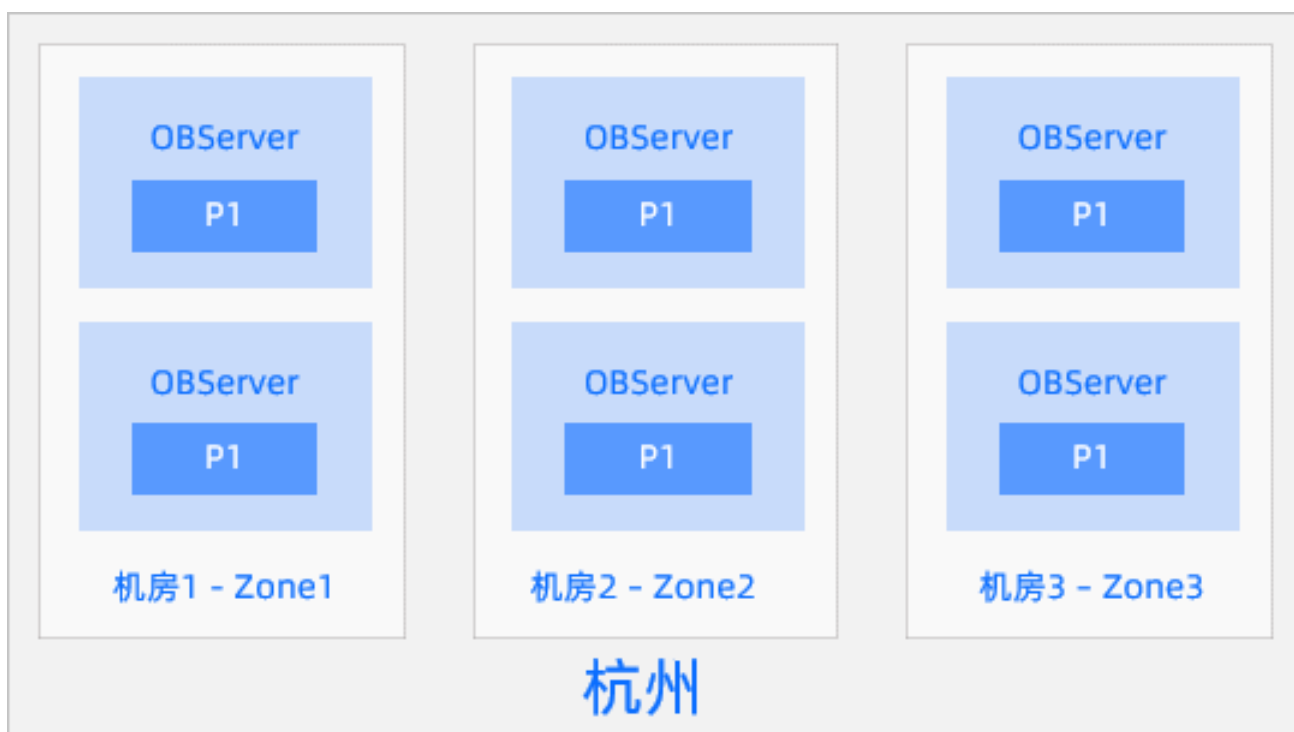 OBServer
P1
OBServer
P1
机房1 - Zone1
OBServer
P1
OBServer
P1
机房2 - Zone2
OBServer
P1
OBServer
P1
机房3 - Zone3
杭州